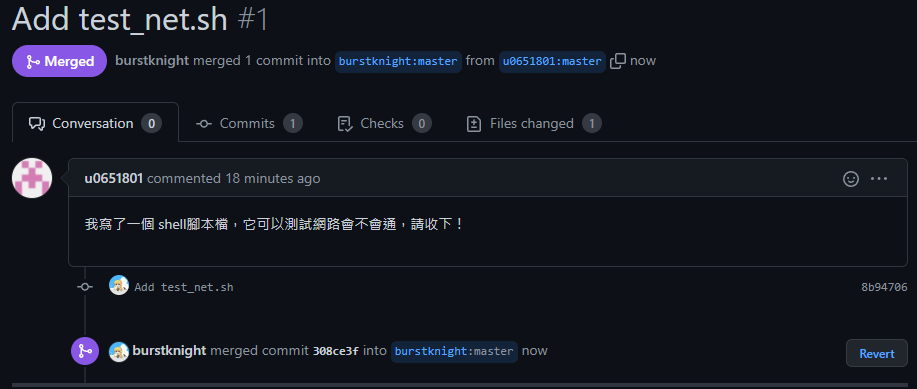 Add test_net.sh #1
Merged burstknight merged 1 commit into burstknight:master from u0651801:master now
Conversation 0 Commits 1 Checks 0 Files changed 1
u0651801 commented 18 minutes ago
我寫了一個 shell腳本檔，它可以測試網路會不會通，請收下！
Add test_net.sh 8b94706
burstknight merged commit 308ce3f into burstknight:master now Revert